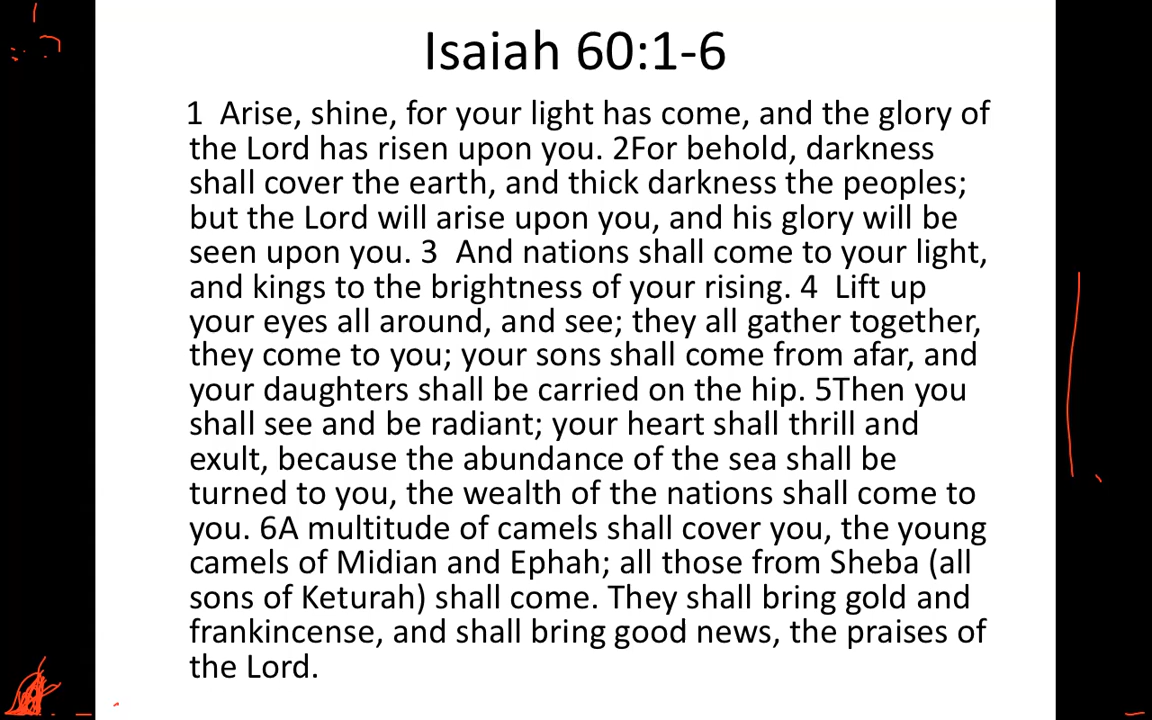 Isaiah 60:1-6
1 Arise, shine, for your light has come, and the glory of
the Lord has risen upon you. 2For behold, darkness
shall cover the earth, and thick darkness the peoples;
but the Lord will arise upon you, and his glory will be
seen upon you. 3 And nations shall come to your light,
and kings to the brightness of your rising. 4 Lift up
your eyes all around, and see; they all gather together,
they come to you; your sons shall come from afar, and
your daughters shall be carried on the hip. 5Then you
shall see and be radiant; your heart shall thrill and
exult, because the abundance of the sea shall be
turned to you, the wealth of the nations shall come to
you. 6A multitude of camels shall cover you, the young
camels of Midian and Ephah; all those from Sheba (all
sons of Keturah) shall come. They shall bring gold and
frankincense, and shall bring good news, the praises of
the Lord.